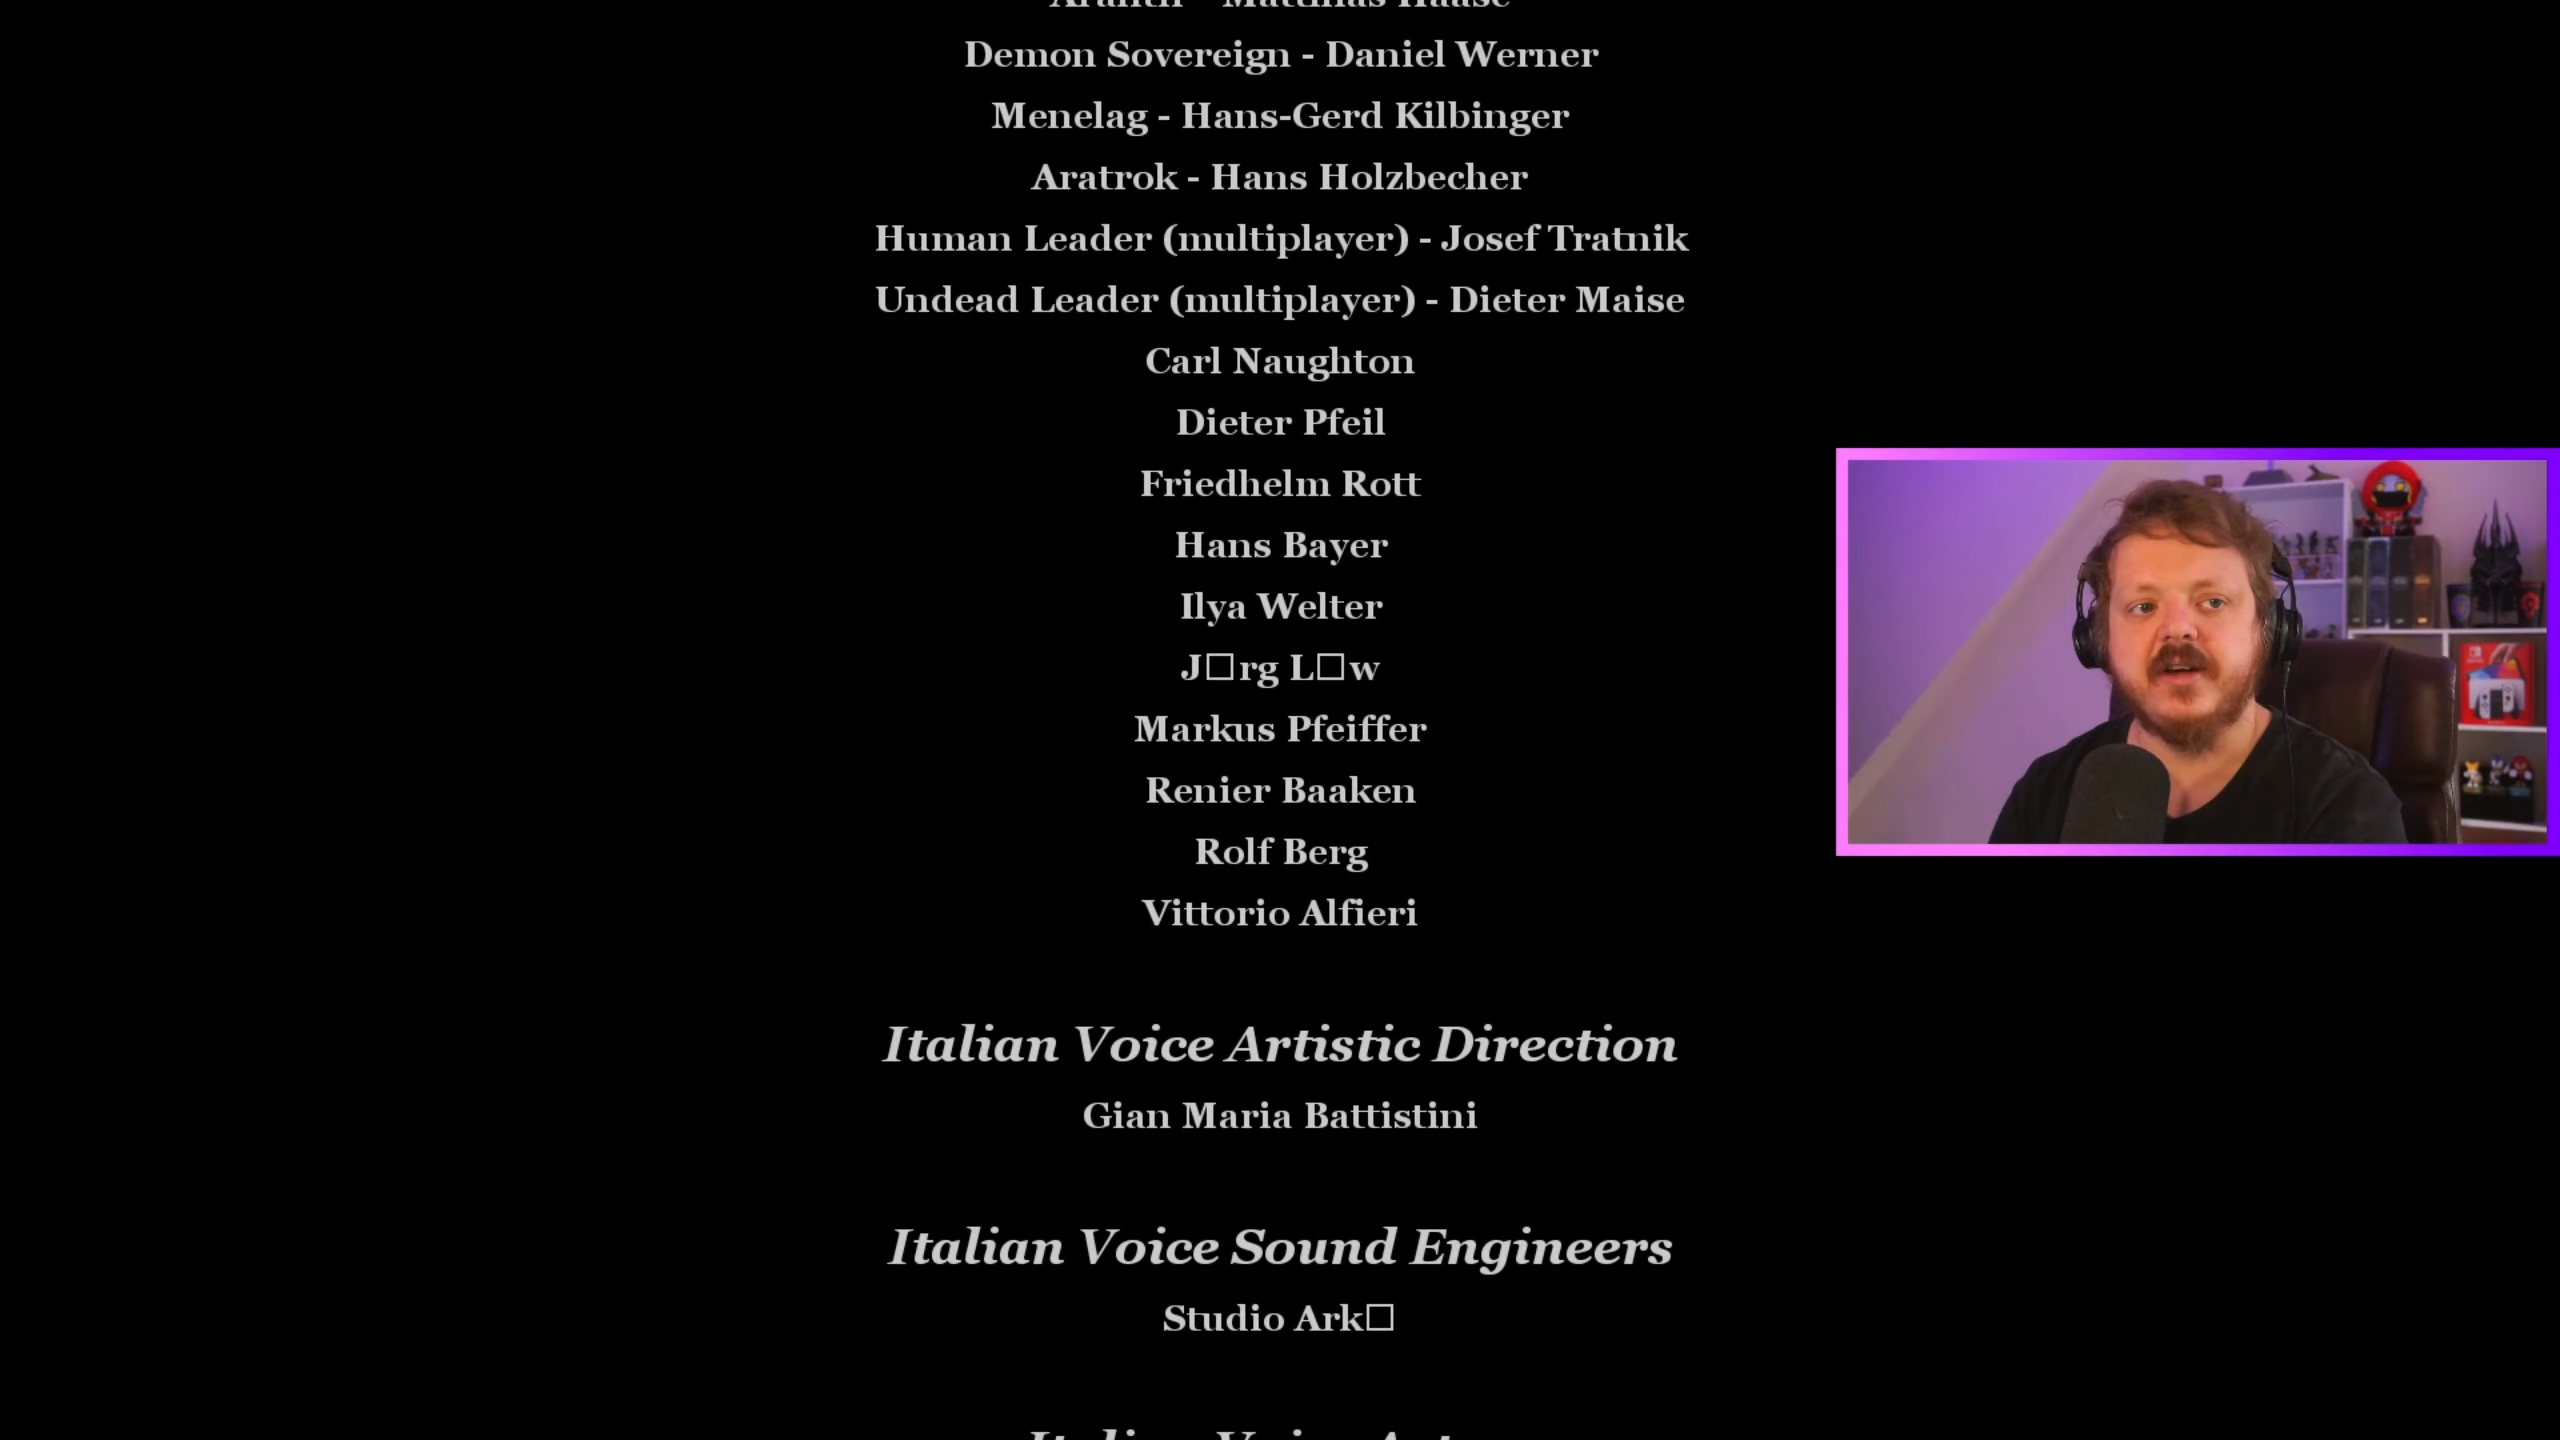 Demon Sovereign - Daniel Werner
Menelag - Hans-Gerd Kilbinger
Aratrok - Hans Holzbecher
Human Leader (multiplayer) - Josef Tratnik
Undead Leader (multiplayer) - Dieter Maise
Carl Naughton
Dieter Pfeil
Friedhelm Rott
Hans Bayer
Ilya Welter
J□rg L□w
Markus Pfeiffer
Renier Baaken
Rolf Berg
Vittorio Alfieri
Italian Voice Artistic Direction
Gian Maria Battistini
Italian Voice Sound Engineers
Studio Ark□